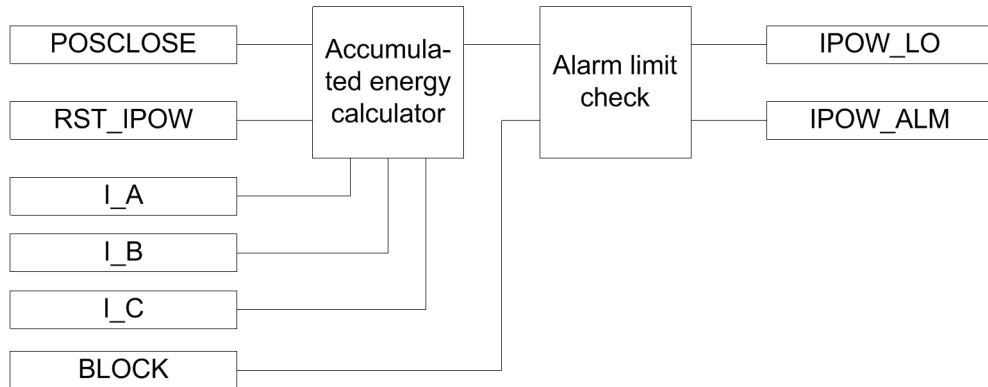 POSCLOSE
RST_IPOW
I_A
I_B
I_C
BLOCK
Accumula-
ted energy
calculator
Alarm limit
check
IPOW_LO
IPOW_ALM